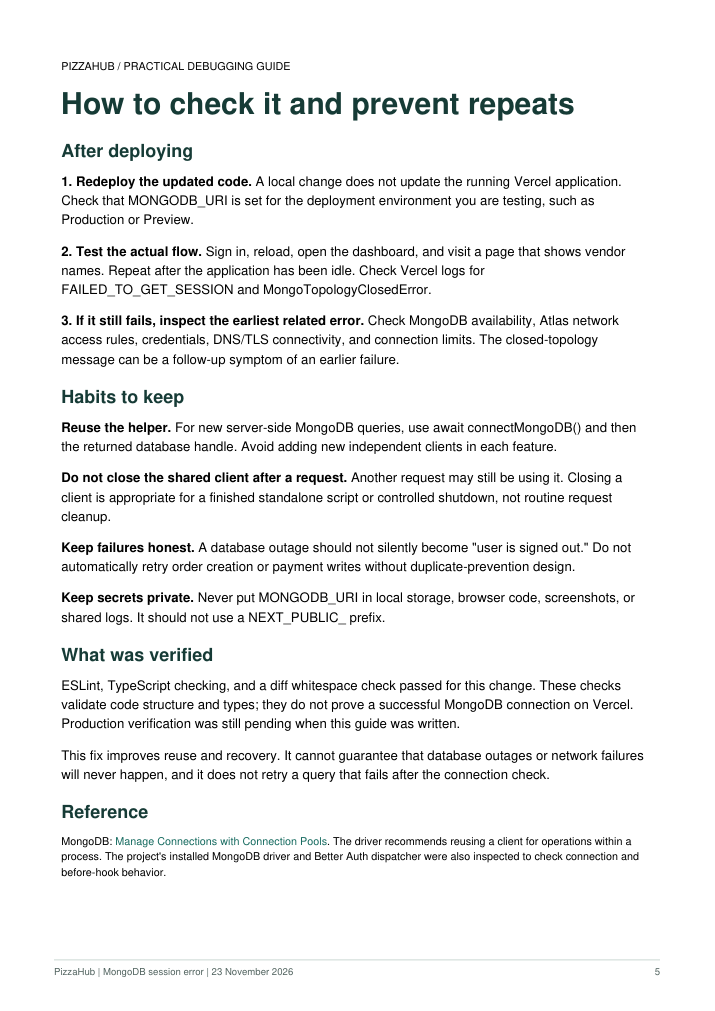 PIZZAHUB / PRACTICAL DEBUGGING GUIDE
How to check it and prevent repeats
After deploying
1. Redeploy the updated code. A local change does not update the running Vercel application.
Check that MONGODB_URI is set for the deployment environment you are testing, such as
Production or Preview.
2. Test the actual flow. Sign in, reload, open the dashboard, and visit a page that shows vendor
names. Repeat after the application has been idle. Check Vercel logs for
FAILED_TO_GET_SESSION and MongoTopologyClosedError.
3. If it still fails, inspect the earliest related error. Check MongoDB availability, Atlas network
access rules, credentials, DNS/TLS connectivity, and connection limits. The closed-topology
message can be a follow-up symptom of an earlier failure.
Habits to keep
Reuse the helper. For new server-side MongoDB queries, use await connectMongoDB() and then
the returned database handle. Avoid adding new independent clients in each feature.
Do not close the shared client after a request. Another request may still be using it. Closing a
client is appropriate for a finished standalone script or controlled shutdown, not routine request
cleanup.
Keep failures honest. A database outage should not silently become "user is signed out." Do not
automatically retry order creation or payment writes without duplicate-prevention design.
Keep secrets private. Never put MONGODB_URI in local storage, browser code, screenshots, or
shared logs. It should not use a NEXT_PUBLIC_ prefix.
What was verified
ESLint, TypeScript checking, and a diff whitespace check passed for this change. These checks
validate code structure and types; they do not prove a successful MongoDB connection on Vercel.
Production verification was still pending when this guide was written.
This fix improves reuse and recovery. It cannot guarantee that database outages or network failures
will never happen, and it does not retry a query that fails after the connection check.
Reference
MongoDB: Manage Connections with Connection Pools. The driver recommends reusing a client for operations within a
process. The project's installed MongoDB driver and Better Auth dispatcher were also inspected to check connection and
before-hook behavior.
PizzaHub | MongoDB session error | 23 November 2026
5